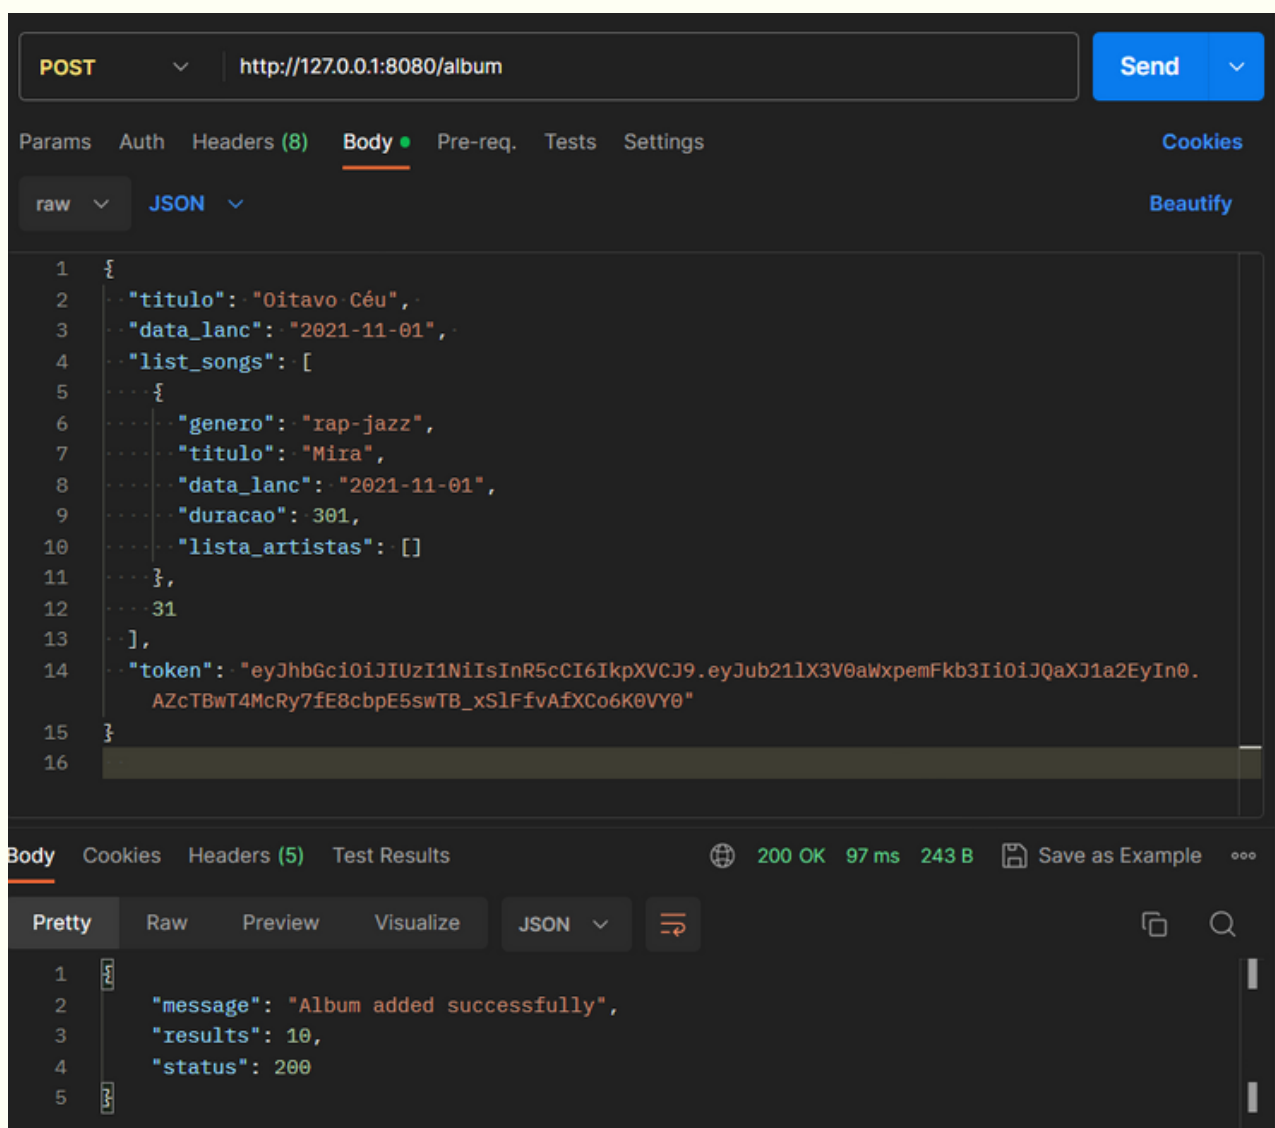 POST http://127.0.0.1:8080/album Send
Params Auth Headers (8) Body Pre-req. Tests Settings Cookies
raw JSON Beautify
1 {
2 "titulo": "Oitavo Céu",
3 "data_lanc": "2021-11-01",
4 "list_songs": [
5 {
6 "genero": "rap-jazz",
7 "titulo": "Mira",
8 "data_lanc": "2021-11-01",
9 "duracao": 301,
10 "lista_artistas": []
11 },
12 31
13 ],
14 "token": "eyJhbGciOiJIUzI1NiIsInR5cCI6IkpXVCJ9.eyJub21lX3V0aWxpemFkb3IiOiJQaXJ1a2EyIn0.
AZcTBwT4McRy7fE8cbpE5swTB_xSlFfvAfXCo6K0VY0"
15 }
16
Body Cookies Headers (5) Test Results 200 OK 97 ms 243 B Save as Example
Pretty Raw Preview Visualize JSON
1 {
2 "message": "Album added successfully",
3 "results": 10,
4 "status": 200
5 }